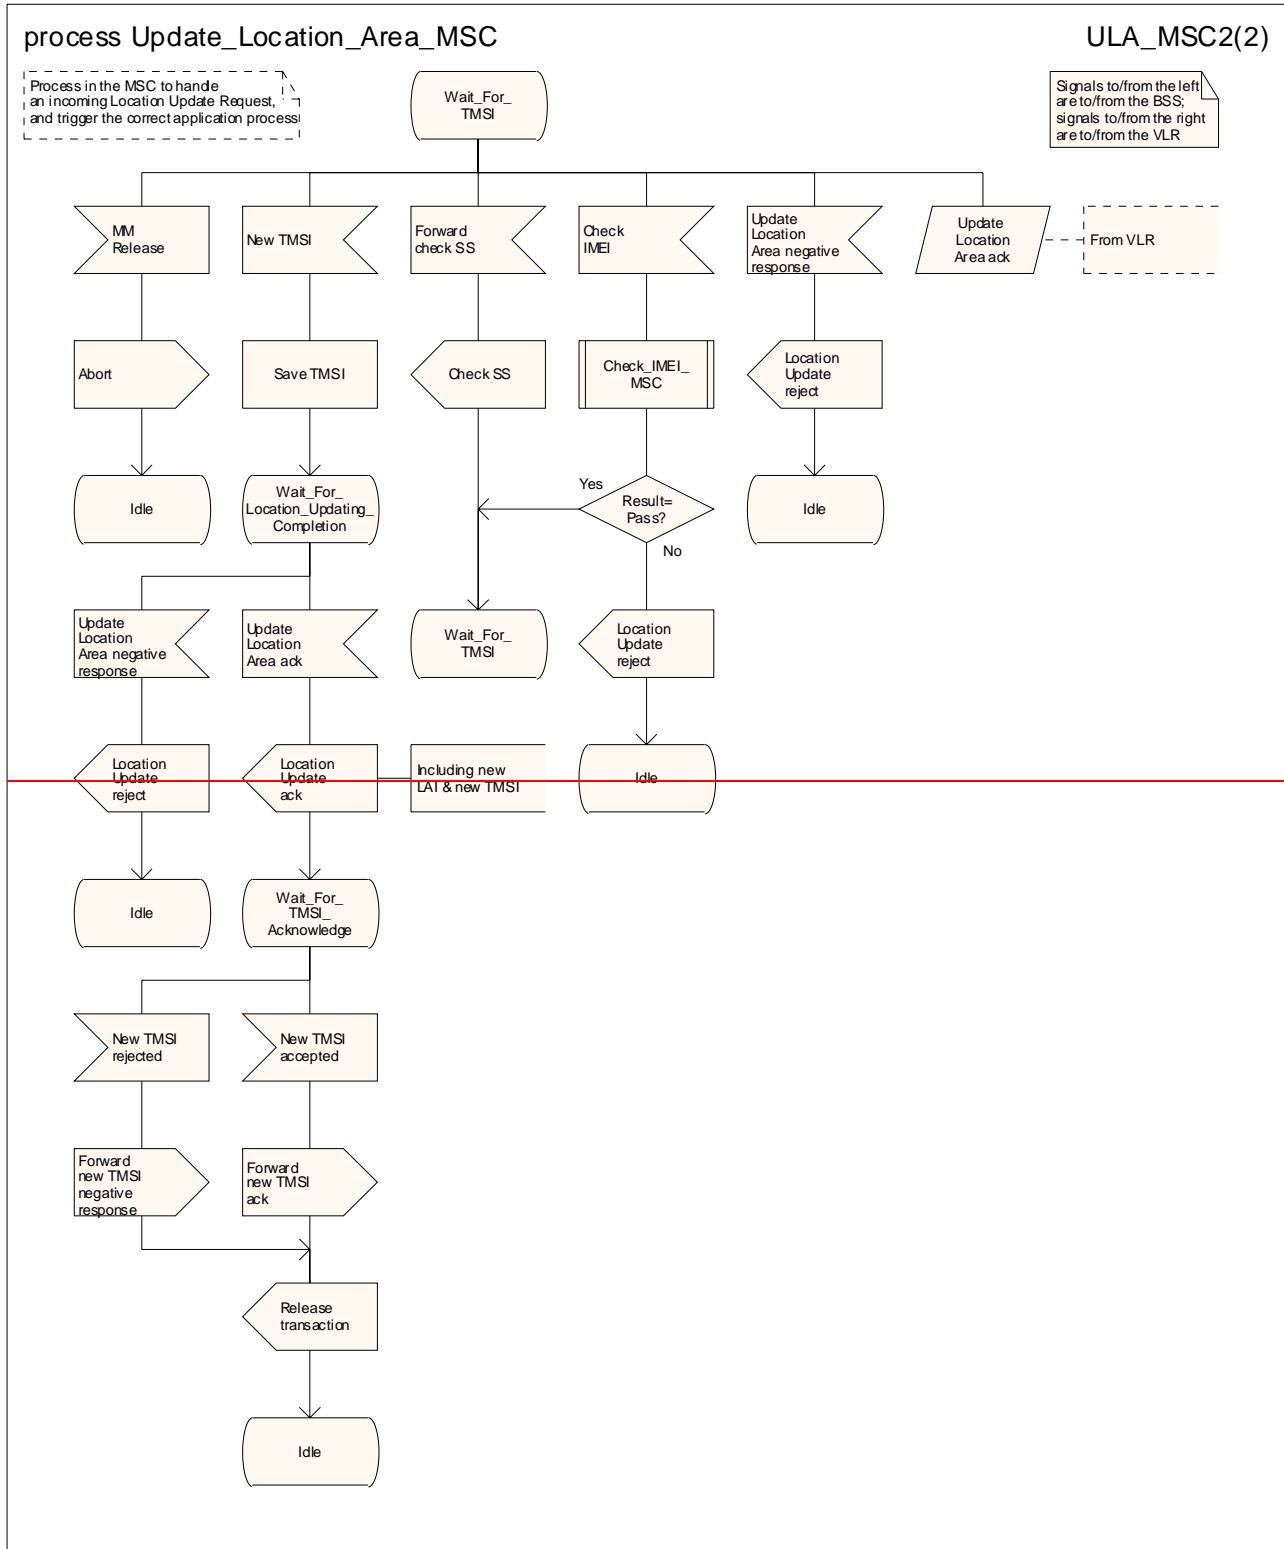 process Update_Location_Area_MSC
ULA_MSC2(2)
Process in the MSC to handle
an incoming Location Update Request,
and trigger the correct application process
Wait_For_
TMSI
Signals to/from the left
are to/from the BSS;
signals to/from the right
are to/from the VLR
MM
Release
New TMSI
Forward
check SS
Check
IMEI
Update
Location
Area negative
response
Update
Location
Area ack
From VLR
Abort
Save TMSI
Check SS
Check_IMEI_
MSC
Location
Update
reject
Idle
Wait_For_
Location_Updating_
Completion
Yes
Result=
Pass?
No
Idle
Update
Location
Area negative
response
Update
Location
Area ack
Wait_For_
TMSI
Location
Update
reject
Location
Update
reject
Location
Update
ack
Including new
LAI & new TMSI
Idle
Idle
Wait_For_
TMSI_
Acknowledge
New TMSI
rejected
New TMSI
accepted
Forward
new TMSI
negative
response
Forward
new TMSI
ack
Release
transaction
Idle